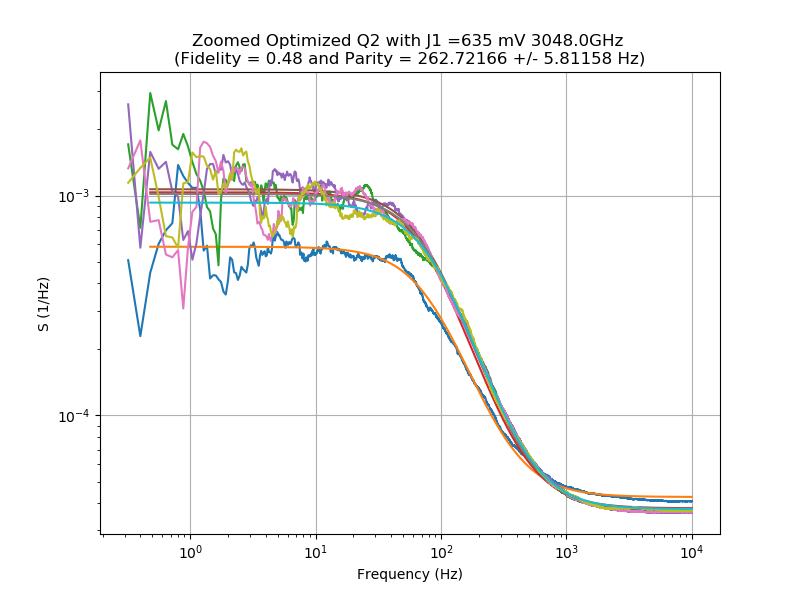 Zoomed Optimized Q2 with J1 =635 mV 3048.0GHz
(Fidelity = 0.48 and Parity = 262.72166 +/- 5.81158 Hz)
S (1/Hz)
10⁻³
10⁻⁴
10⁰ 10¹ 10² 10³ 10⁴
Frequency (Hz)